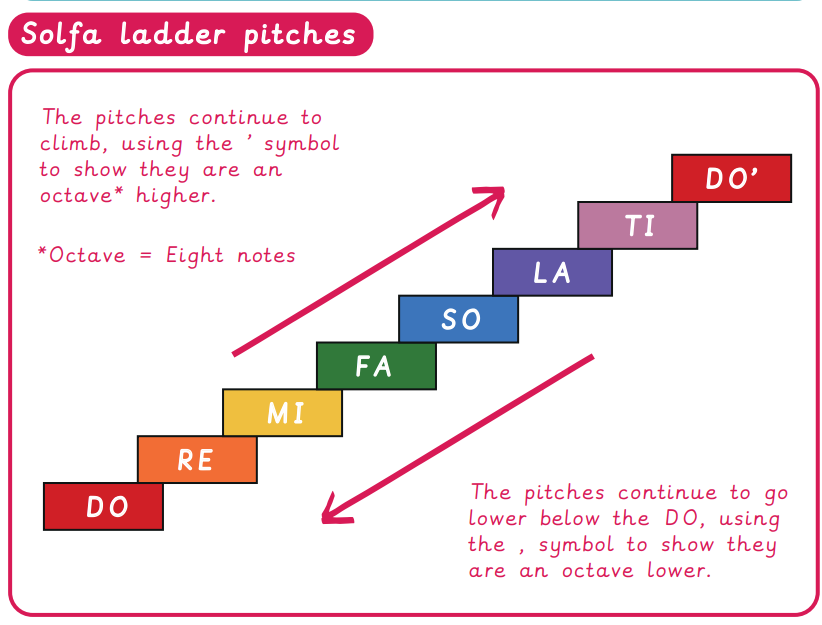 Solfa ladder pitches
The pitches continue to
climb, using the ’ symbol
to show they are an
octave* higher.
*Octave = Eight notes
DO’
TI
LA
SO
FA
MI
RE
DO
The pitches continue to go
lower below the DO, using
the , symbol to show they
are an octave lower.